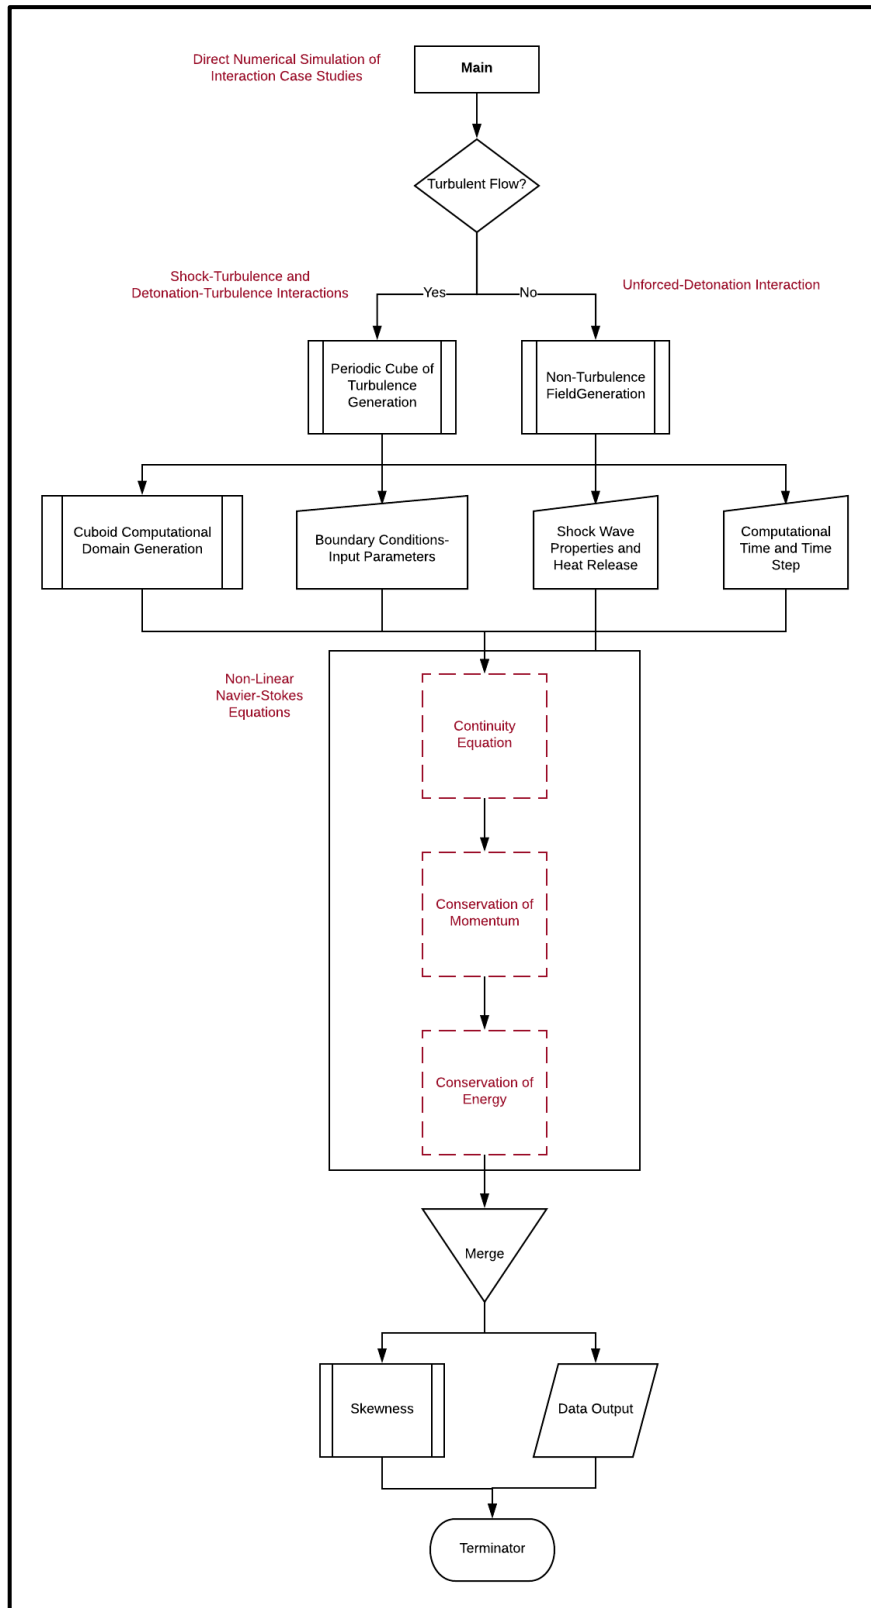 Direct Numerical Simulation of
Interaction Case Studies
Main
Turbulent Flow?
Shock-Turbulence and
Detonation-Turbulence Interactions
Yes
No
Unforced-Detonation Interaction
Periodic Cube of
Turbulence
Generation
Non-Turbulence
FieldGeneration
Cuboid Computational
Domain Generation
Boundary Conditions-
Input Parameters
Shock Wave
Properties and
Heat Release
Computational
Time and Time
Step
Non-Linear
Navier-Stokes
Equations
Continuity
Equation
Conservation of
Momentum
Conservation of
Energy
Merge
Skewness
Data Output
Terminator